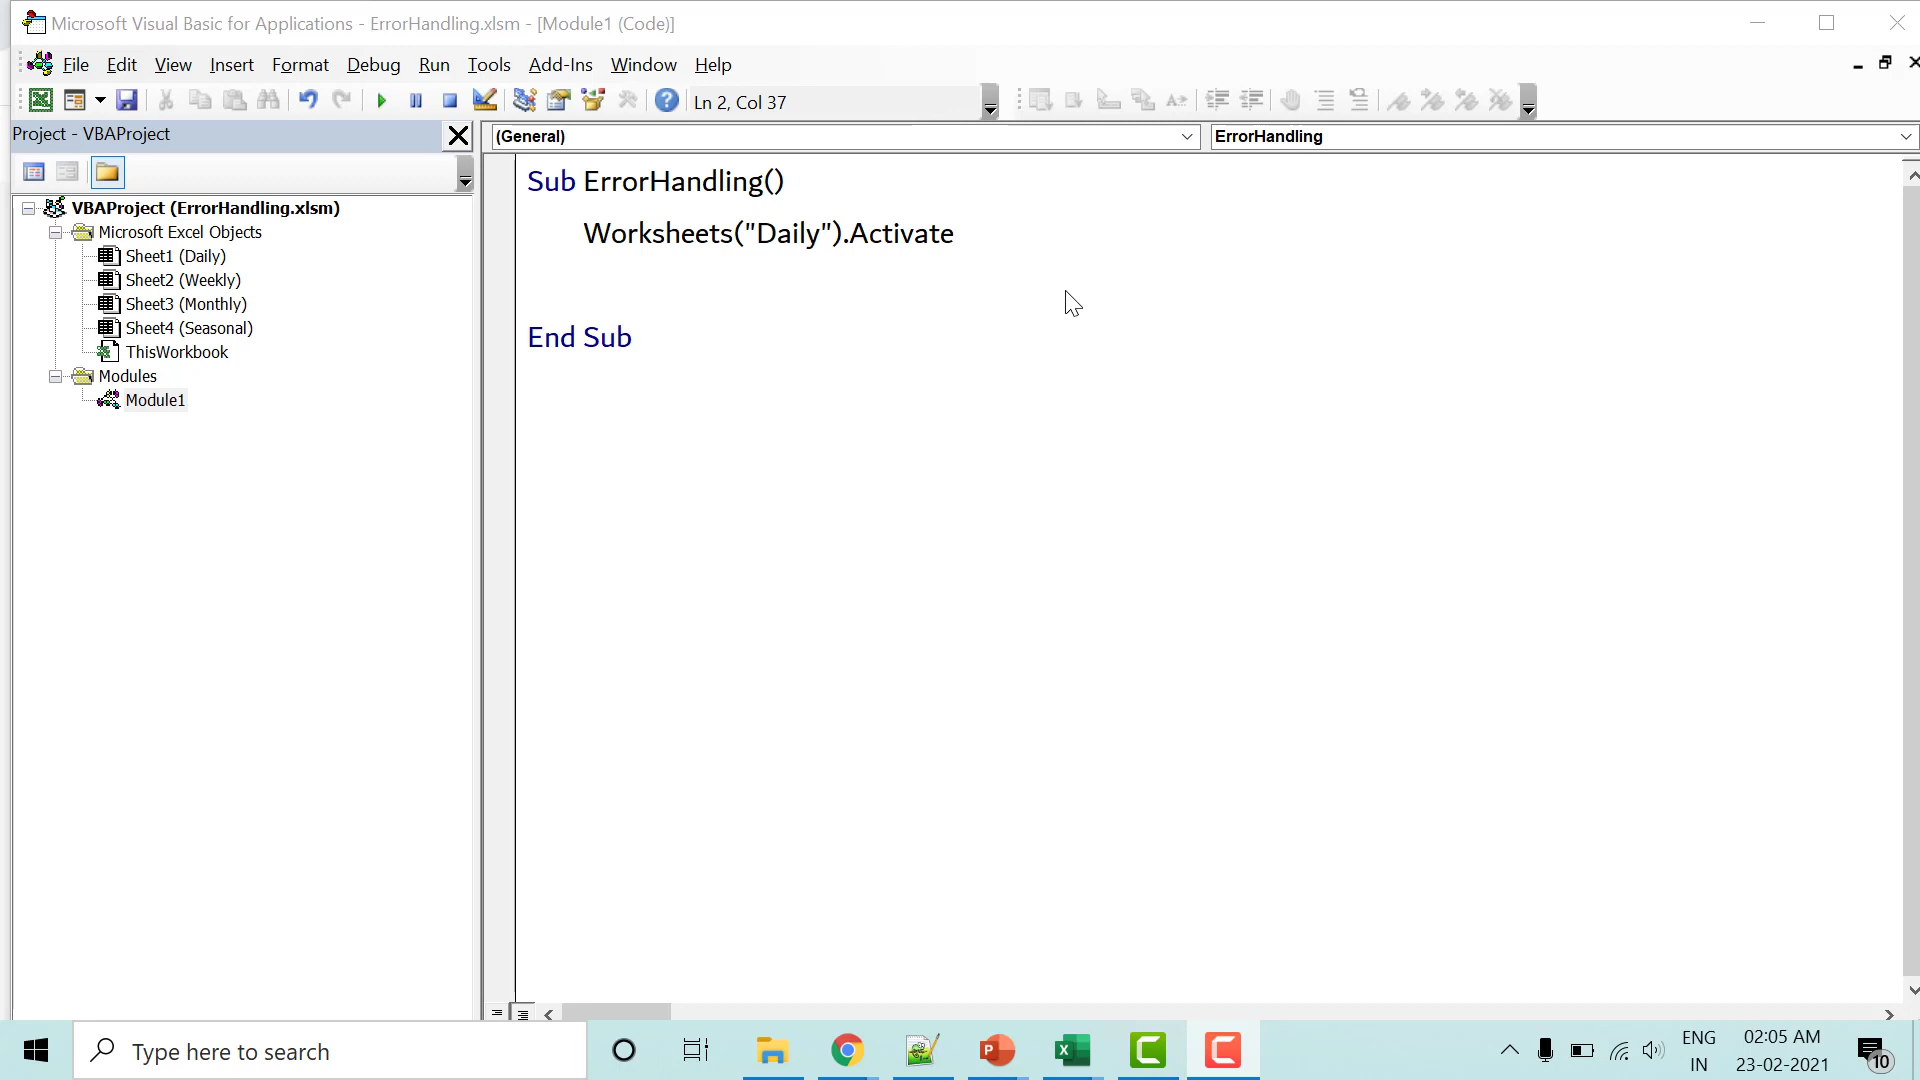 Microsoft Visual Basic for Applications - ErrorHandling.xlsm - [Module1 (Code)]
File Edit View Insert Format Debug Run Tools Add-Ins Window Help
Ln 2, Col 37
Project - VBAProject
(General)
ErrorHandling
VBAProject (ErrorHandling.xlsm)
Microsoft Excel Objects
Sheet1 (Daily)
Sheet2 (Weekly)
Sheet3 (Monthly)
Sheet4 (Seasonal)
ThisWorkbook
Modules
Module1
Sub ErrorHandling()
Worksheets("Daily").Activate
End Sub
Type here to search
ENG
IN
02:05 AM
23-02-2021
10